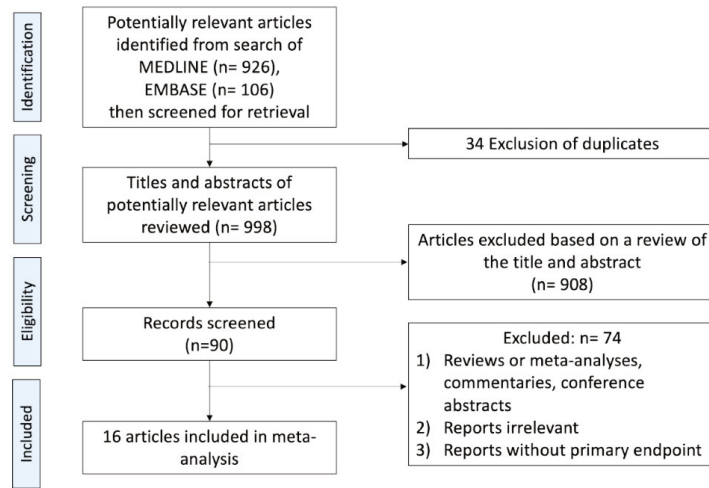 Identification
Potentially relevant articles
identified from search of
MEDLINE (n= 926),
EMBASE (n= 106)
then screened for retrieval
34 Exclusion of duplicates
Screening
Titles and abstracts of
potentially relevant articles
reviewed (n= 998)
Articles excluded based on a review of
the title and abstract
(n= 908)
Eligibility
Records screened
(n=90)
Excluded: n= 74
1) Reviews or meta-analyses,
commentaries, conference
abstracts
2) Reports irrelevant
3) Reports without primary endpoint
Included
16 articles included in meta-
analysis